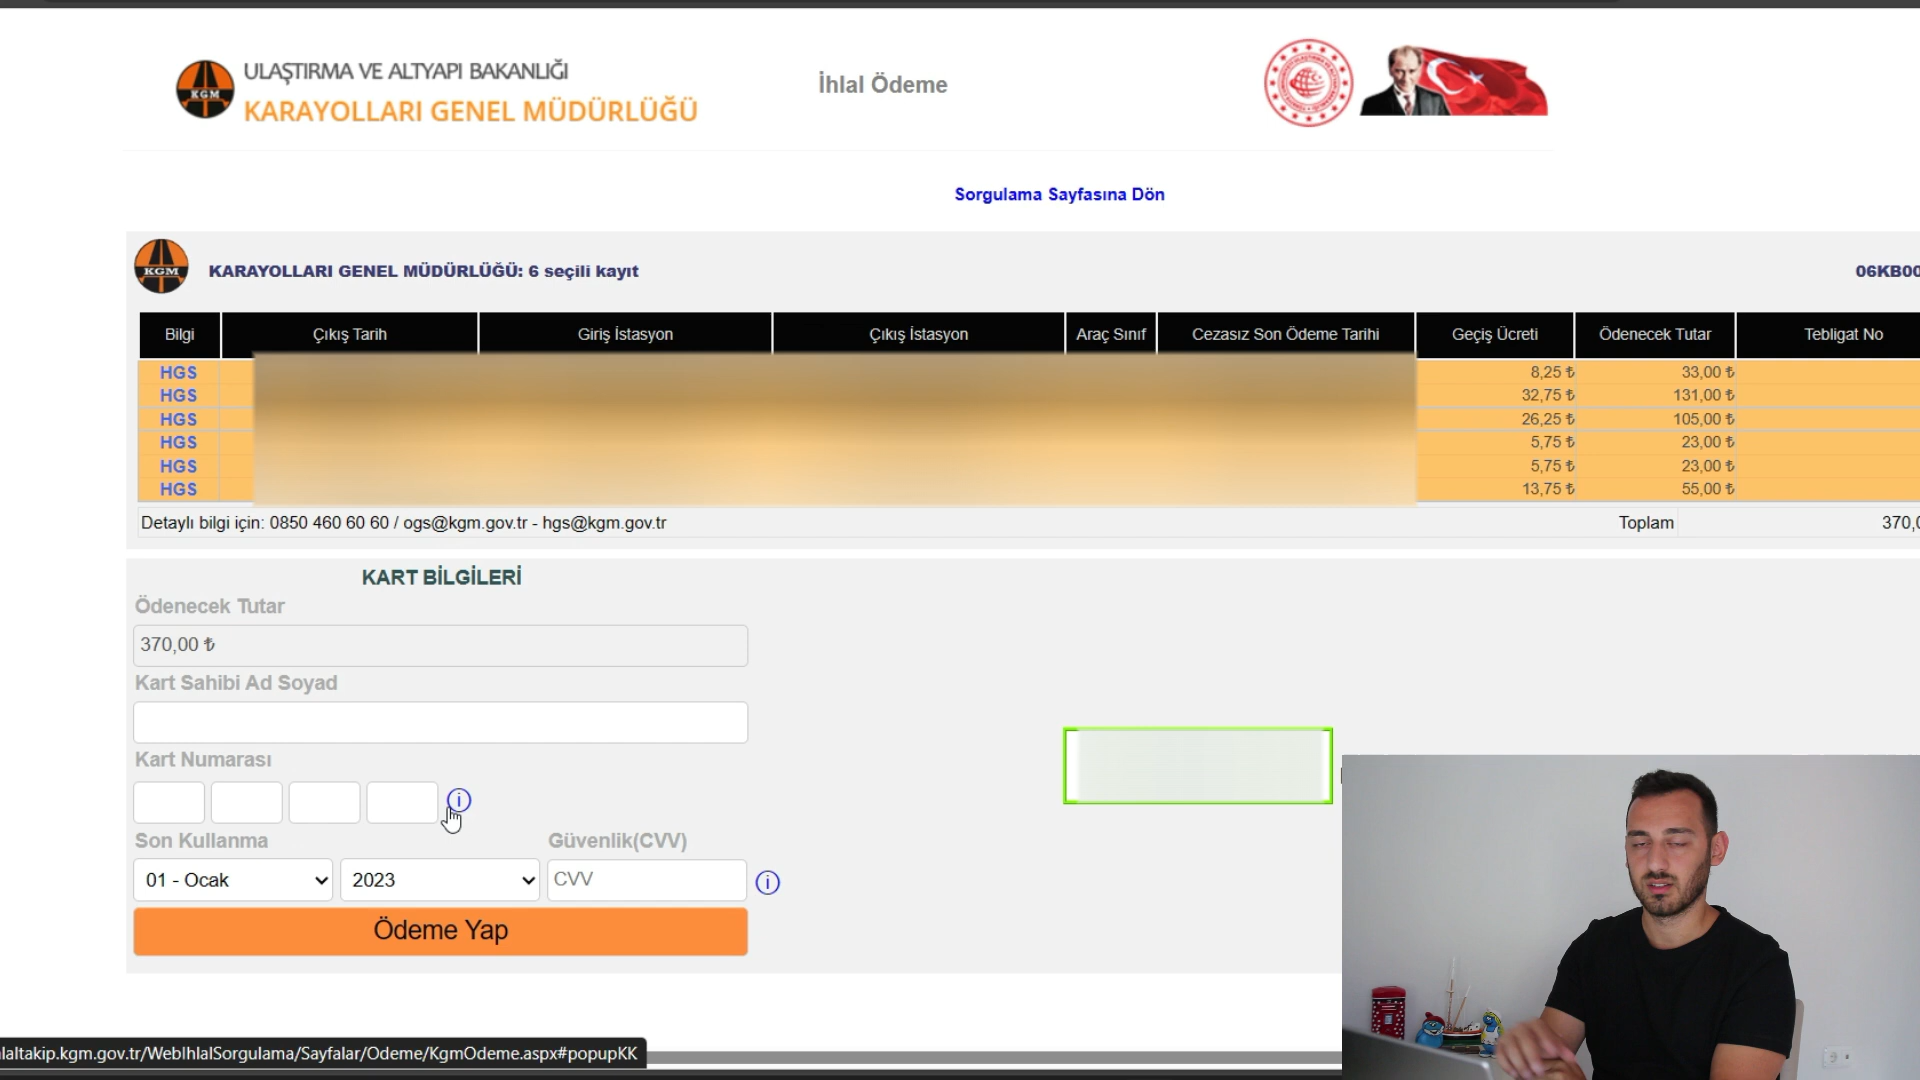 KGM
ULAŞTIRMA VE ALTYAPI BAKANLIĞI
KARAYOLLARI GENEL MÜDÜRLÜĞÜ
İhlal Ödeme
Sorgulama Sayfasına Dön
KGM
KARAYOLLARI GENEL MÜDÜRLÜĞÜ: 6 seçili kayıt
06KB00
Bilgi Çıkış Tarih Giriş İstasyon Çıkış İstasyon Araç Sınıf Cezasız Son Ödeme Tarihi Geçiş Ücreti Ödenecek Tutar Tebligat No
HGS 8,25 ₺ 33,00 ₺
HGS 32,75 ₺ 131,00 ₺
HGS 26,25 ₺ 105,00 ₺
HGS 5,75 ₺ 23,00 ₺
HGS 5,75 ₺ 23,00 ₺
HGS 13,75 ₺ 55,00 ₺
Detaylı bilgi için: 0850 460 60 60 / ogs@kgm.gov.tr - hgs@kgm.gov.tr Toplam 370,0
KART BİLGİLERİ
Ödenecek Tutar
370,00 ₺
Kart Sahibi Ad Soyad
Kart Numarası
Son Kullanma Güvenlik(CVV)
01 - Ocak 2023 CVV
Ödeme Yap
laltakip.kgm.gov.tr/WebIhlalSorgulama/Sayfalar/Odeme/KgmOdeme.aspx#popupKK